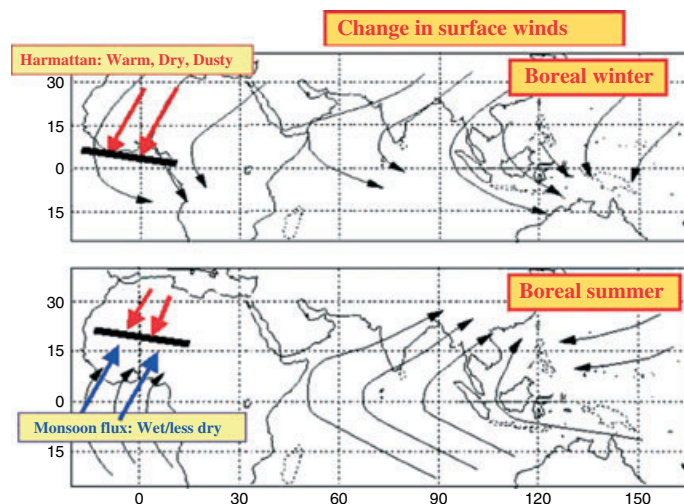 Change in surface winds
Harmattan: Warm, Dry, Dusty
Boreal winter
30
15
0
15
Boreal summer
30
15
0
15
Monsoon flux: Wet/less dry
0 30 60 90 120 150